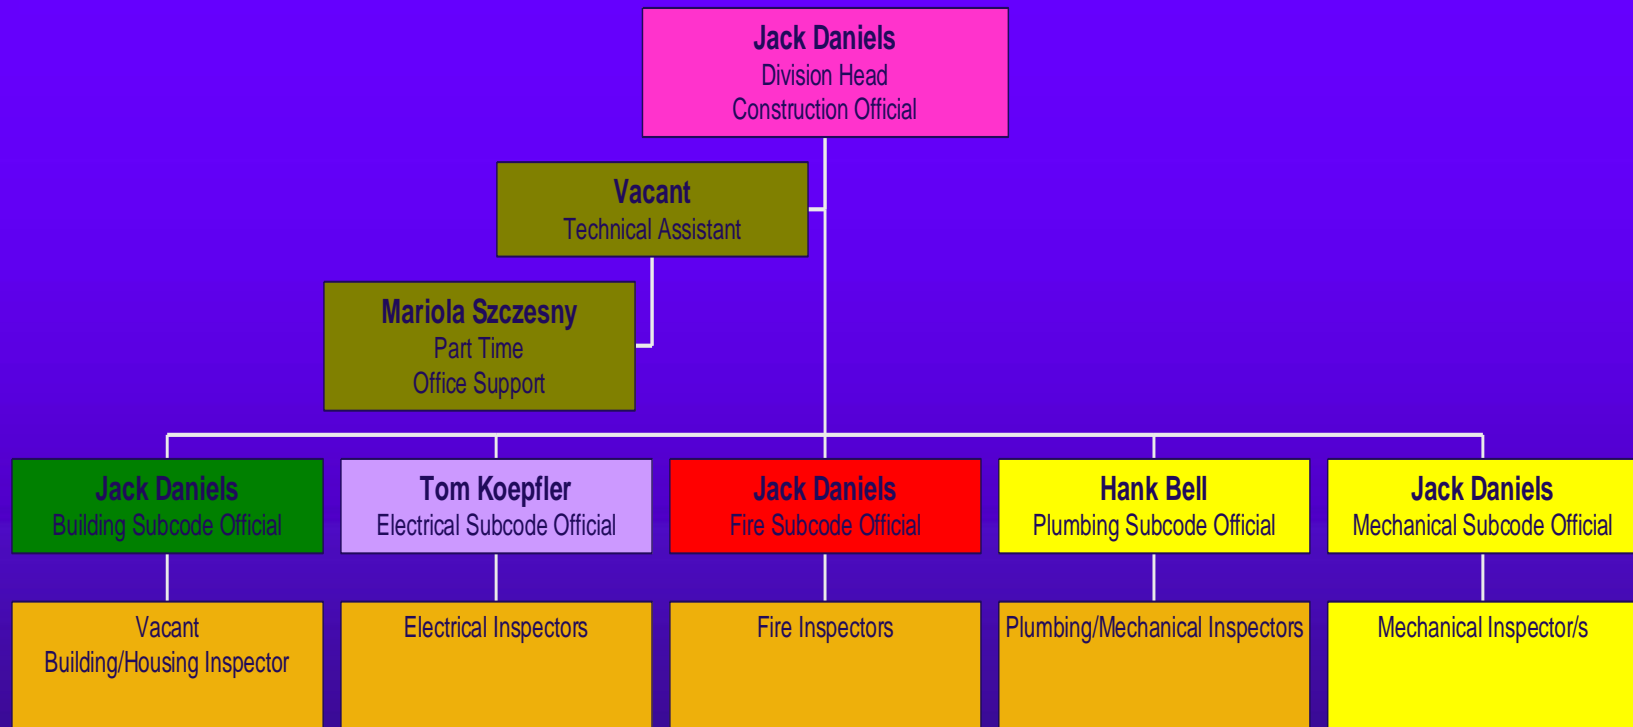 Jack Daniels
Division Head
Construction Official
Vacant
Technical Assistant
Mariola Szczesny
Part Time
Office Support
Jack Daniels
Building Subcode Official
Tom Koepfler
Electrical Subcode Official
Jack Daniels
Fire Subcode Official
Hank Bell
Plumbing Subcode Official
Jack Daniels
Mechanical Subcode Official
Vacant
Building/Housing Inspector
Electrical Inspectors
Fire Inspectors
Plumbing/Mechanical Inspectors
Mechanical Inspector/s